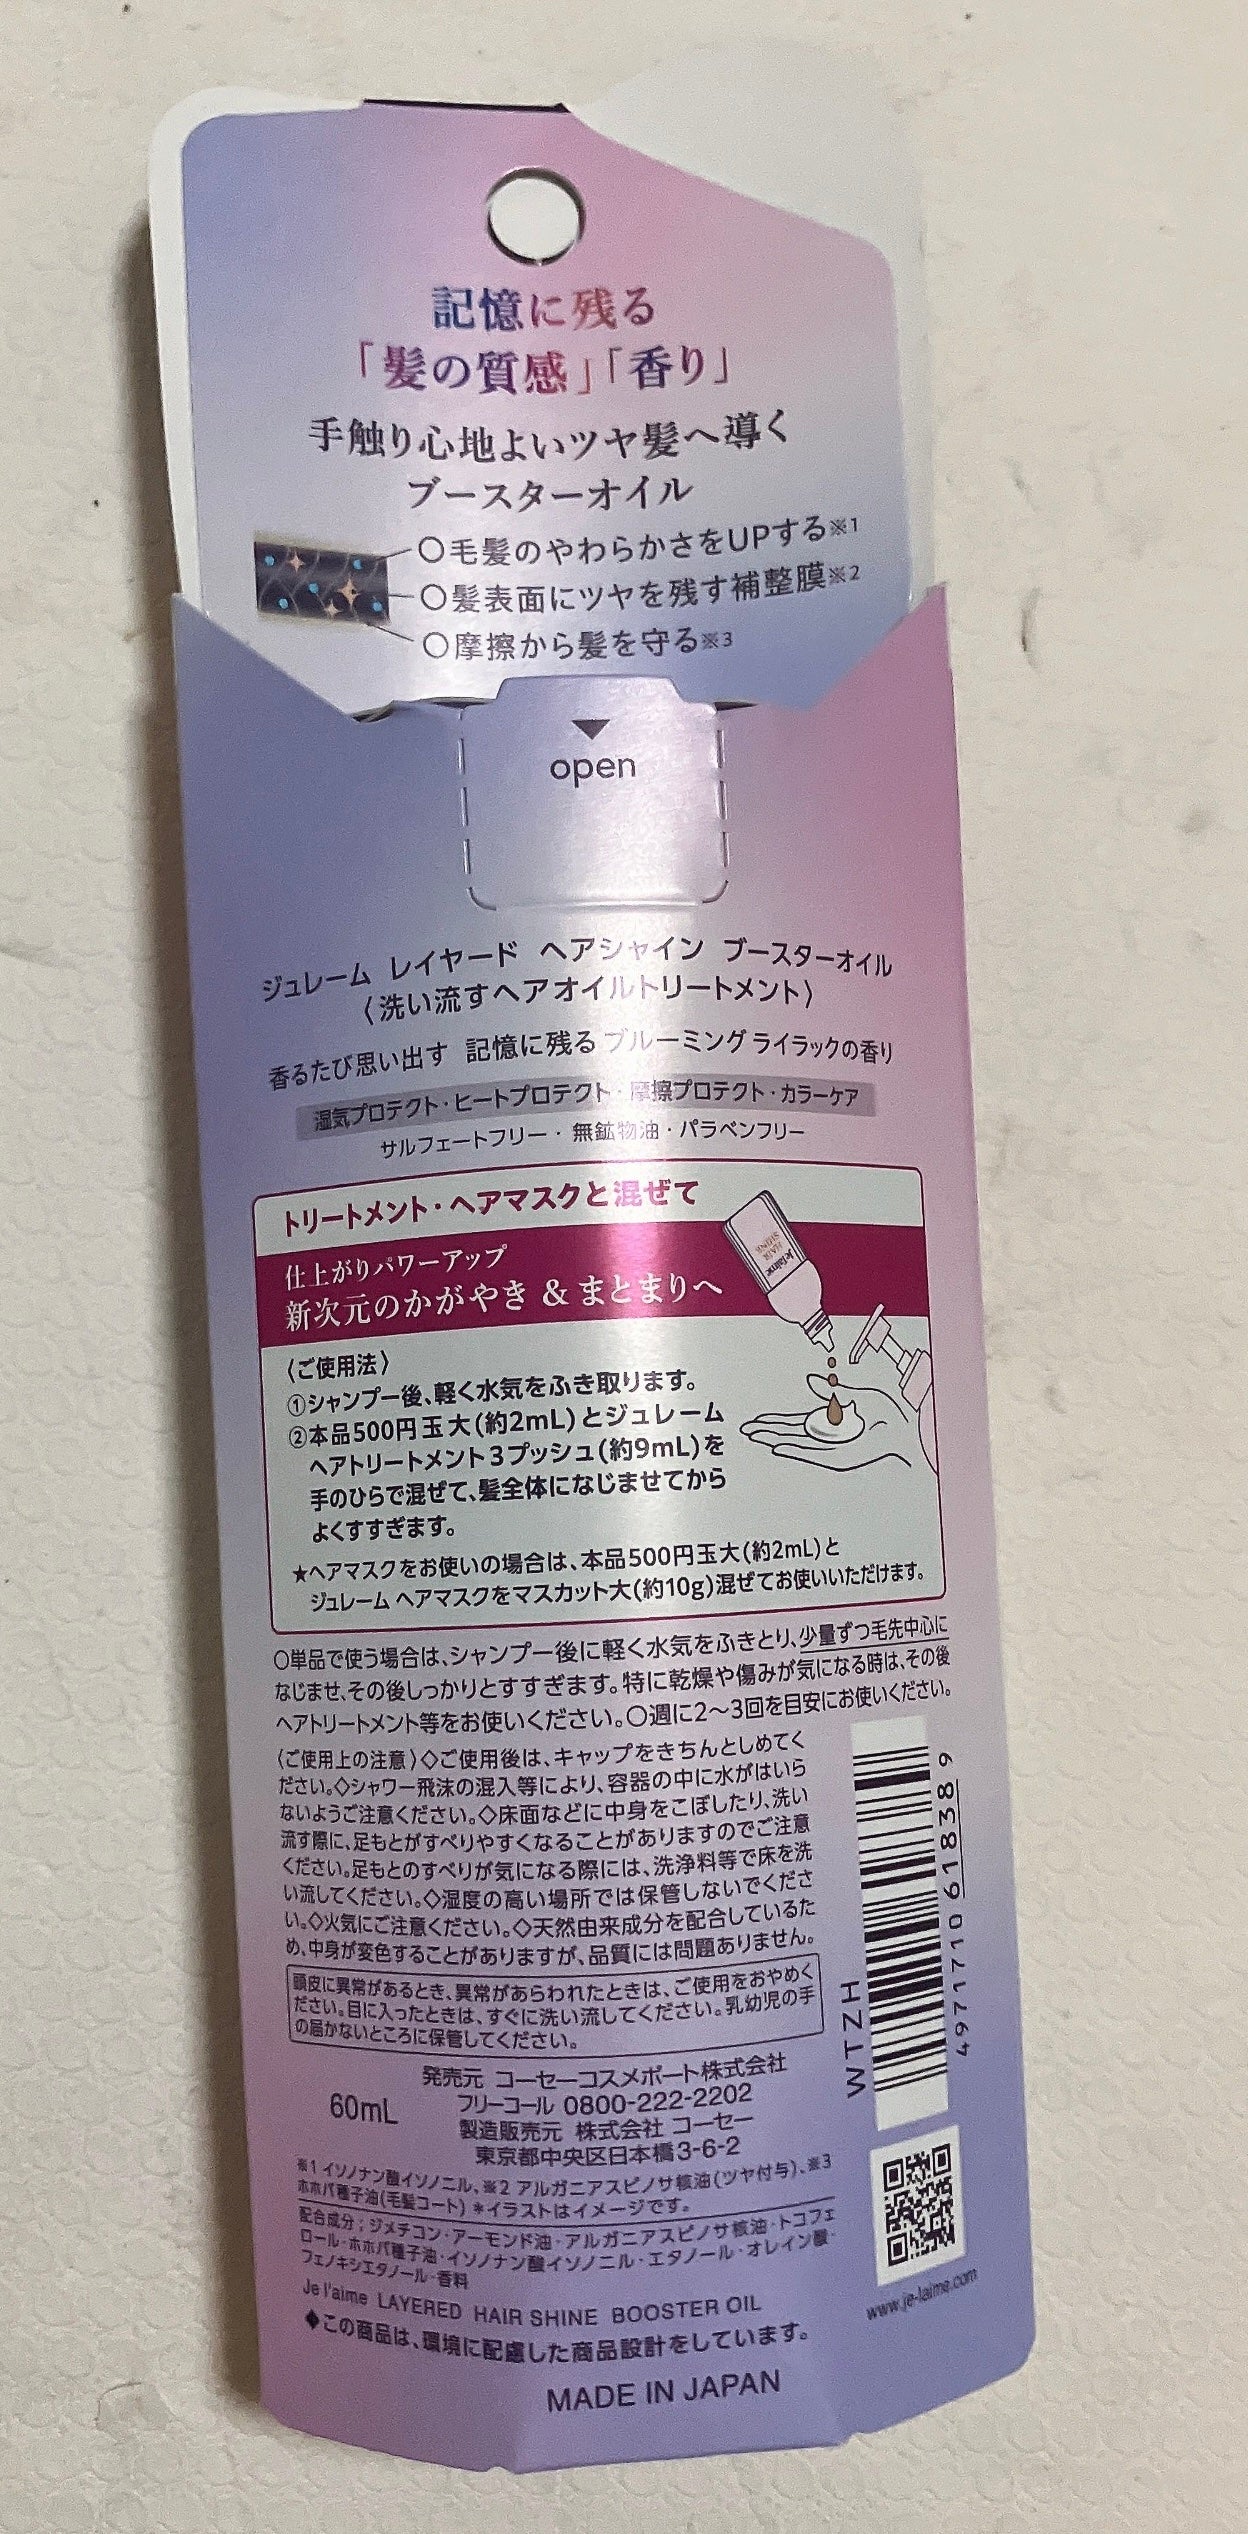 記憶に残る
「髪の質感」「香り」
手触り心地よいツヤ髪へ導く
ブースターオイル
○毛髪のやわらかさをUPする※1
○髪表面にツヤを残す補整膜※2
○摩擦から髪を守る※3
open
ジュレーム レイヤード ヘアシャイン ブースターオイル
〈洗い流すヘアオイルトリートメント〉
香るたび思い出す 記憶に残る ブルーミング ライラックの香り
湿気プロテクト・ヒートプロテクト・摩擦プロテクト・カラーケア
サルフェートフリー・無鉱物油・パラベンフリー
トリートメント・ヘアマスクと混ぜて
仕上がりパワーアップ
新次元のかがやき & まとまりへ
Je l'aime
HAIR
SHINE
〈ご使用法〉
①シャンプー後、軽く水気をふき取ります。
②本品500円玉大(約2mL)とジュレーム
ヘアトリートメント3プッシュ(約9mL)を
手のひらで混ぜて、髪全体になじませてから
よくすすぎます。
★ヘアマスクをお使いの場合は、本品500円玉大(約2mL)と
ジュレーム ヘアマスクをマスカット大(約10g)混ぜてお使いいただけます。
○単品で使う場合は、シャンプー後に軽く水気をふきとり、少量ずつ毛先中心に
なじませ、その後しっかりとすすぎます。特に乾燥や傷みが気になる時は、その後
ヘアトリートメント等をお使いください。○週に2〜3回を目安にお使いください。
〈ご使用上の注意〉◇ご使用後は、キャップをきちんとしめてく
ださい。◇シャワー飛沫の混入等により、容器の中に水がはいら
ないようご注意ください。◇床面などに中身をこぼしたり、洗い
流す際に、足もとがすべりやすくなることがありますのでご注意
ください。足もとのすべりが気になる際には、洗浄料等で床を洗
い流してください。◇湿度の高い場所では保管しないでくださ
い。◇火気にご注意ください。◇天然由来成分を配合しているた
め、中身が変色することがありますが、品質には問題ありません。
頭皮に異常があるとき、異常があらわれたときは、ご使用をおやめく
ださい。目に入ったときは、すぐに洗い流してください。乳幼児の手
の届かないところに保管してください。
WTZH
4971710618389
60mL
発売元 コーセーコスメポート株式会社
フリーコール 0800-222-2202
製造販売元 株式会社 コーセー
東京都中央区日本橋3-6-2
※1 イソノナン酸イソノニル、※2 アルガニアスピノサ核油(ツヤ付与)、※3
ホホバ種子油(毛髪コート) *イラストはイメージです。
配合成分；ジメチコン・アーモンド油・アルガニアスピノサ核油・トコフェ
ロール・ホホバ種子油・イソノナン酸イソノニル・エタノール・オレイン酸・
フェノキシエタノール・香料
Je l'aime LAYERED HAIR SHINE BOOSTER OIL
◆この商品は、環境に配慮した商品設計をしています。
www.je-laime.com
MADE IN JAPAN